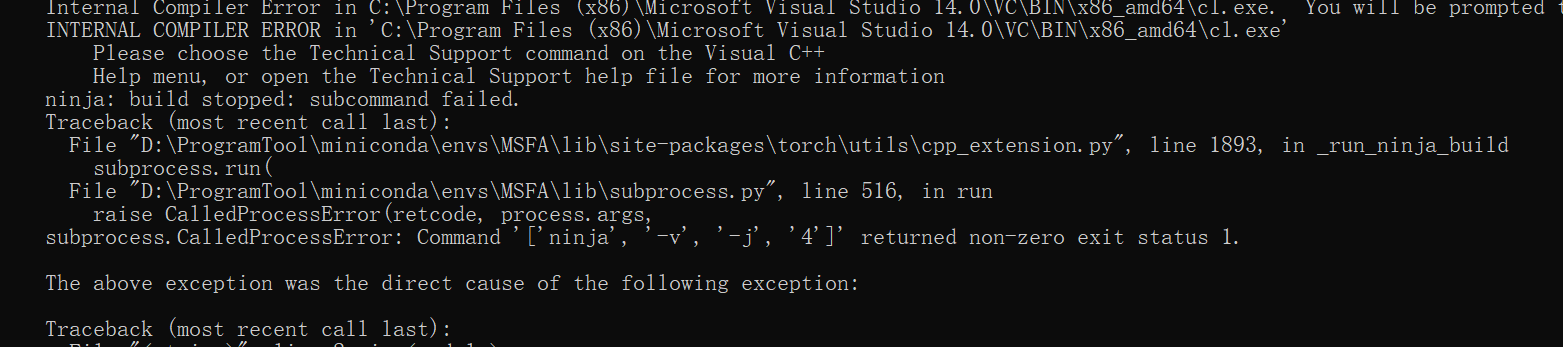 Internal Compiler Error in C:\Program Files (x86)\Microsoft Visual Studio 14.0\VC\BIN\x86_amd64\cl.exe.  You will be prompted
INTERNAL COMPILER ERROR in 'C:\Program Files (x86)\Microsoft Visual Studio 14.0\VC\BIN\x86_amd64\cl.exe'
    Please choose the Technical Support command on the Visual C++
    Help menu, or open the Technical Support help file for more information
ninja: build stopped: subcommand failed.
Traceback (most recent call last):
  File "D:\ProgramTool\miniconda\envs\MSFA\lib\site-packages\torch\utils\cpp_extension.py", line 1893, in _run_ninja_build
    subprocess.run(
  File "D:\ProgramTool\miniconda\envs\MSFA\lib\subprocess.py", line 516, in run
    raise CalledProcessError(retcode, process.args,
subprocess.CalledProcessError: Command '['ninja', '-v', '-j', '4']' returned non-zero exit status 1.
The above exception was the direct cause of the following exception:
Traceback (most recent call last):